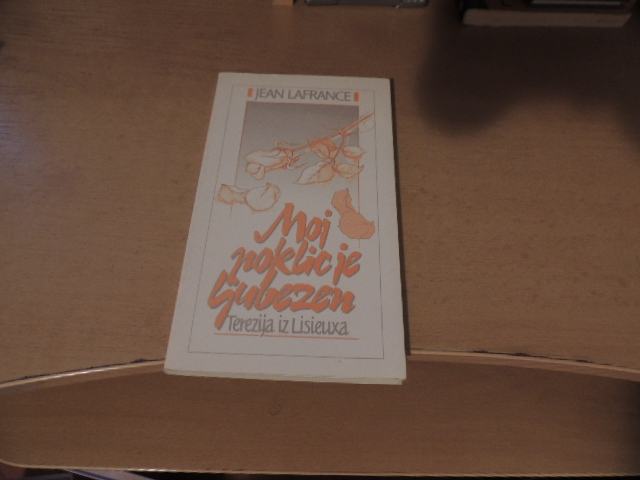 JEAN LAFRANCE
Moj
poklic je
ljubezen
Terezija iz Lisieuxa